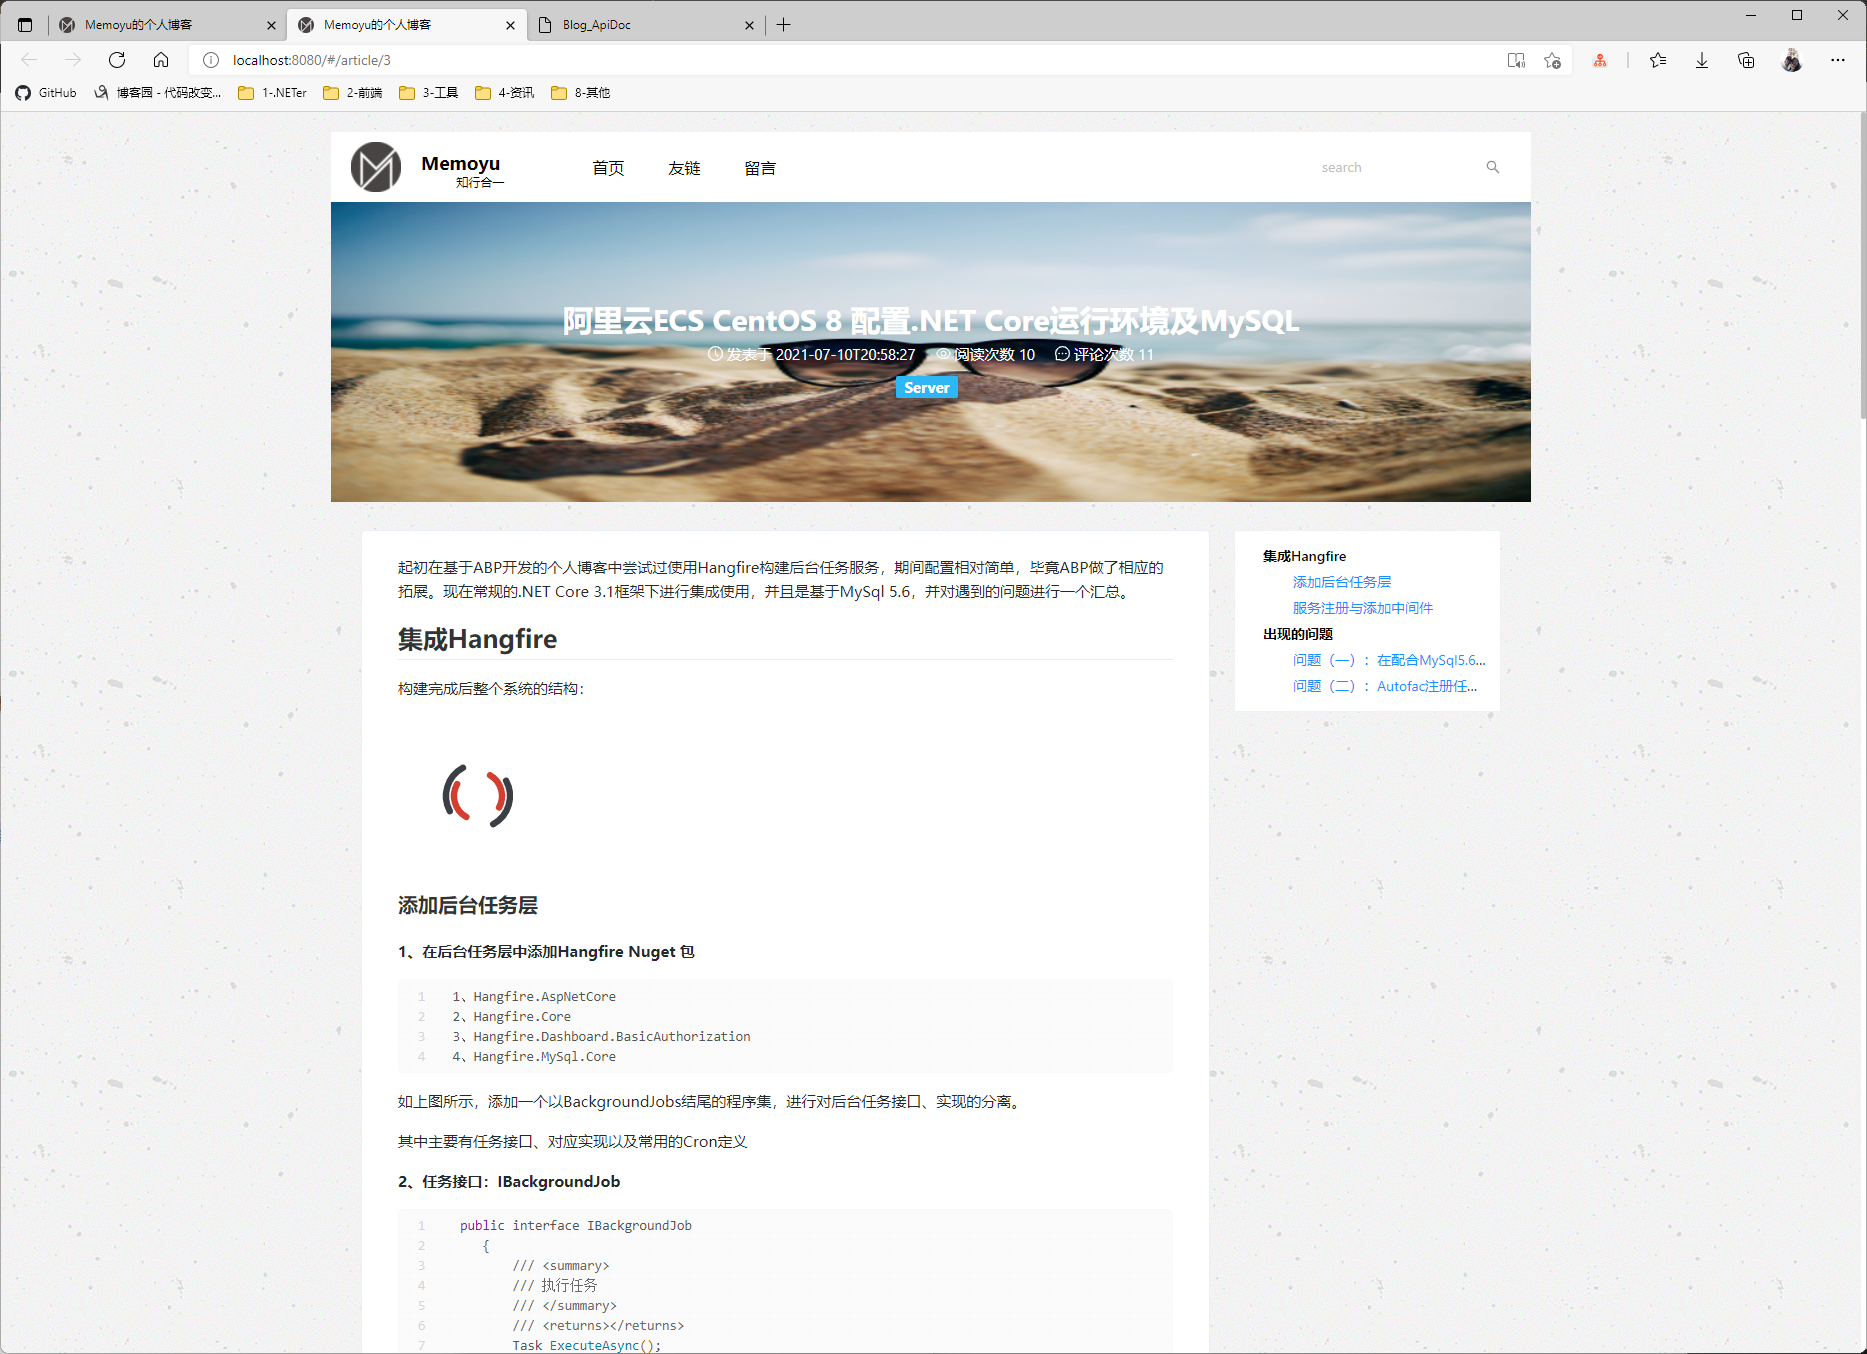 Memoyu的个人博客
Memoyu的个人博客
Blog_ApiDoc
localhost:8080/#/article/3
GitHub
博客园 - 代码改变...
1-.NETer
2-前端
3-工具
4-资讯
8-其他
Memoyu
知行合一
首页
友链
留言
search
阿里云ECS CentOS 8 配置.NET Core运行环境及MySQL
发表于 2021-07-10T20:58:27 阅读次数 10 评论次数 11
Server
起初在基于ABP开发的个人博客中尝试过使用Hangfire构建后台任务服务，期间配置相对简单，毕竟ABP做了相应的
拓展。现在常规的.NET Core 3.1框架下进行集成使用，并且是基于MySql 5.6，并对遇到的问题进行一个汇总。
集成Hangfire
构建完成后整个系统的结构：
添加后台任务层
1、在后台任务层中添加Hangfire Nuget 包
1 1、Hangfire.AspNetCore
2 2、Hangfire.Core
3 3、Hangfire.Dashboard.BasicAuthorization
4 4、Hangfire.MySql.Core
如上图所示，添加一个以BackgroundJobs结尾的程序集，进行对后台任务接口、实现的分离。
其中主要有任务接口、对应实现以及常用的Cron定义
2、任务接口：IBackgroundJob
1 public interface IBackgroundJob
2 {
3 /// <summary>
4 /// 执行任务
5 /// </summary>
6 /// <returns></returns>
7 Task ExecuteAsync();
集成Hangfire
添加后台任务层
服务注册与添加中间件
出现的问题
问题（一）：在配合MySql5.6...
问题（二）：Autofac注册任...